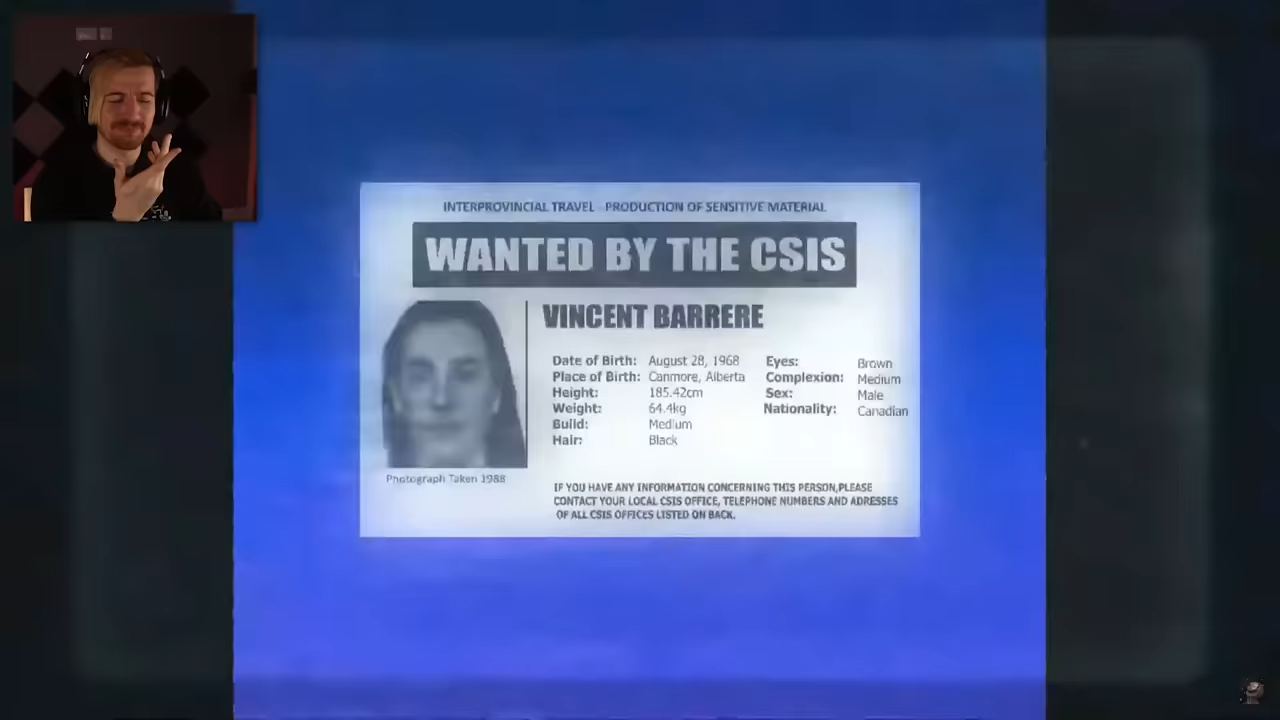 INTERPROVINCIAL TRAVEL - PRODUCTION OF SENSITIVE MATERIAL
WANTED BY THE CSIS
VINCENT BARRERE
Date of Birth: August 28, 1968
Place of Birth: Canmore, Alberta
Height: 185.42cm
Weight: 64.4kg
Build: Medium
Hair: Black
Eyes: Brown
Complexion: Medium
Sex: Male
Nationality: Canadian
Photograph Taken 1988
IF YOU HAVE ANY INFORMATION CONCERNING THIS PERSON,PLEASE
CONTACT YOUR LOCAL CSIS OFFICE, TELEPHONE NUMBERS AND ADRESSES
OF ALL CSIS OFFICES LISTED ON BACK.